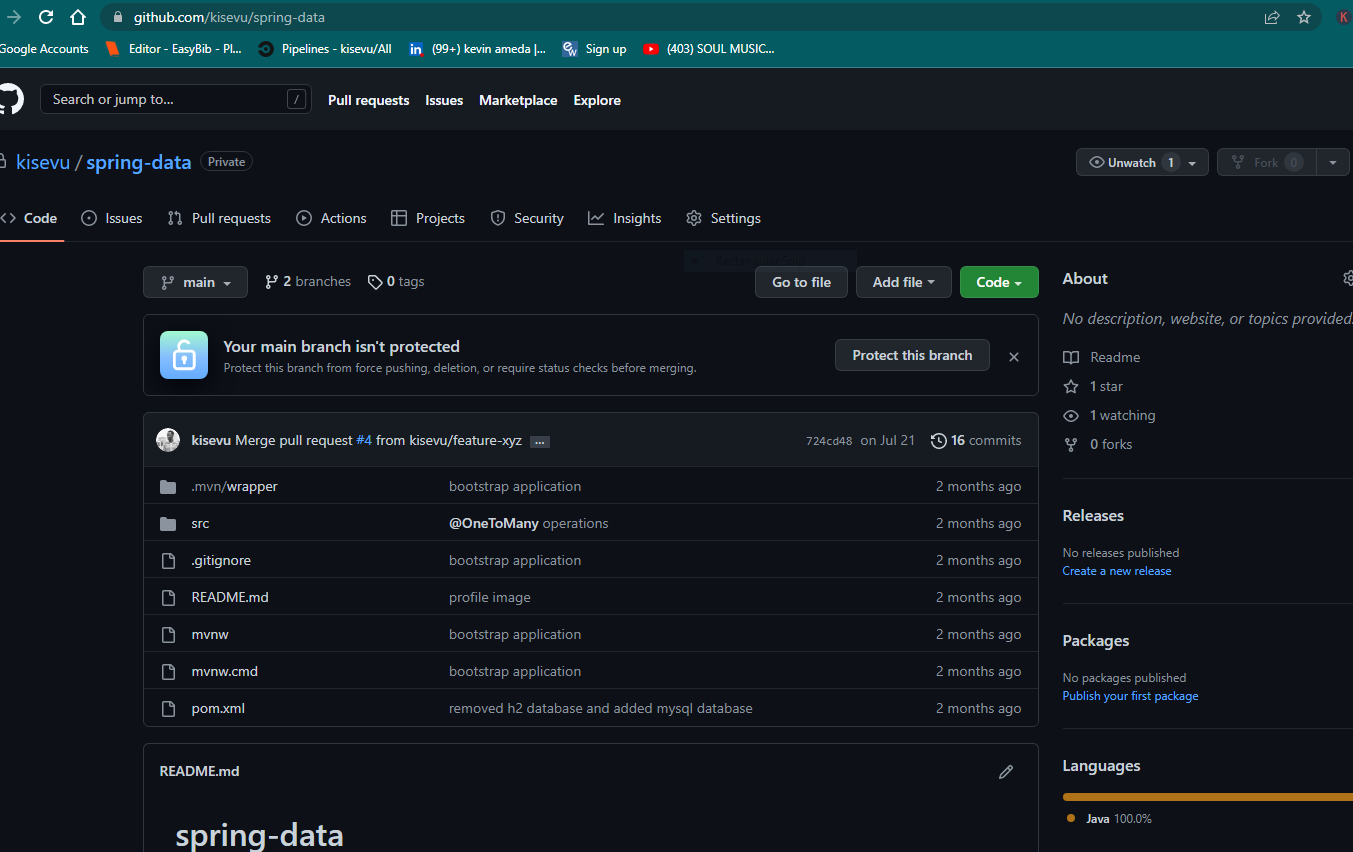 github.com/kisevu/spring-data
Google Accounts Editor - EasyBib - Pl... Pipelines - kisevu/All (99+) kevin ameda |... Sign up (403) SOUL MUSIC...
Search or jump to... / Pull requests Issues Marketplace Explore
kisevu / spring-data Private Unwatch 1 Fork 0
Code Issues Pull requests Actions Projects Security Insights Settings
main 2 branches 0 tags Go to file Add file Code
Your main branch isn't protected
Protect this branch from force pushing, deletion, or require status checks before merging.
Protect this branch
kisevu Merge pull request #4 from kisevu/feature-xyz ... 724cd48 on Jul 21 16 commits
.mvn/wrapper bootstrap application 2 months ago
src @OneToMany operations 2 months ago
.gitignore bootstrap application 2 months ago
README.md profile image 2 months ago
mvnw bootstrap application 2 months ago
mvnw.cmd bootstrap application 2 months ago
pom.xml removed h2 database and added mysql database 2 months ago
README.md
spring-data
About
No description, website, or topics provided.
Readme
1 star
1 watching
0 forks
Releases
No releases published
Create a new release
Packages
No packages published
Publish your first package
Languages
Java 100.0%